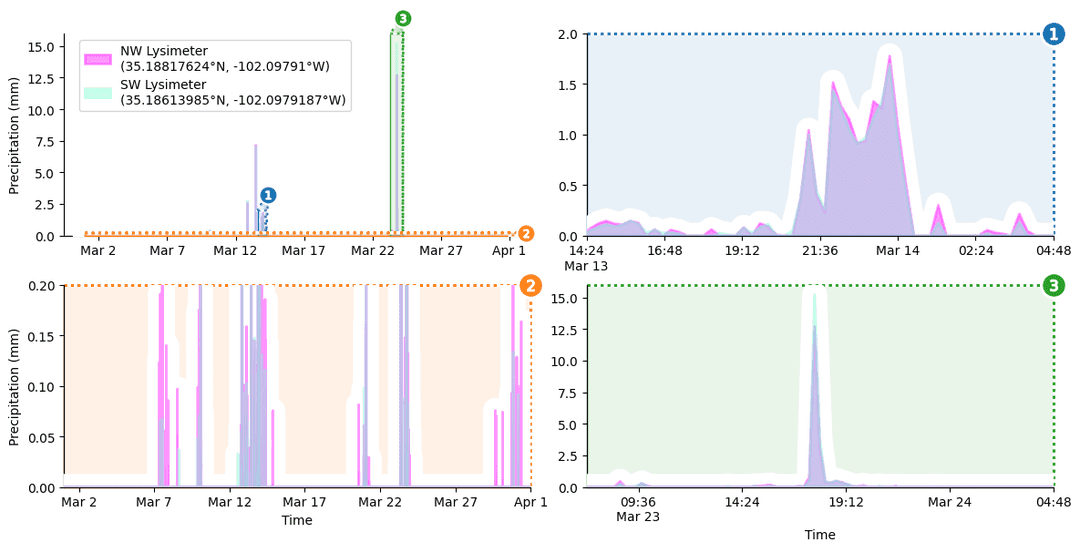 3
15.0
12.5
10.0
7.5
5.0
2.5
0.0
Precipitation (mm)
NW Lysimeter
(35.18817624°N, -102.09791°W)
SW Lysimeter
(35.18613985°N, -102.0979187°W)
1
2
Mar 2 Mar 7 Mar 12 Mar 17 Mar 22 Mar 27 Apr 1
1
2.0
1.5
1.0
0.5
0.0
14:24 16:48 19:12 21:36 Mar 14 02:24 04:48
Mar 13
2
0.20
0.15
0.10
0.05
0.00
Precipitation (mm)
Mar 2 Mar 7 Mar 12 Mar 17 Mar 22 Mar 27 Apr 1
Time
3
15.0
12.5
10.0
7.5
5.0
2.5
0.0
09:36 14:24 19:12 Mar 24 04:48
Mar 23
Time